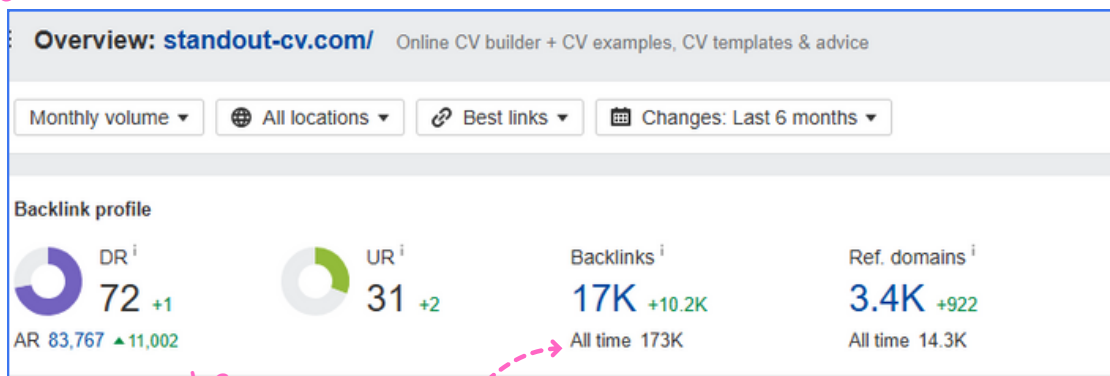 Overview: standout-cv.com/ Online CV builder + CV examples, CV templates & advice
Monthly volume All locations Best links Changes: Last 6 months
Backlink profile
DR i UR i Backlinks i Ref. domains i
72 +1 31 +2 17K +10.2K 3.4K +922
AR 83,767 11,002 All time 173K All time 14.3K